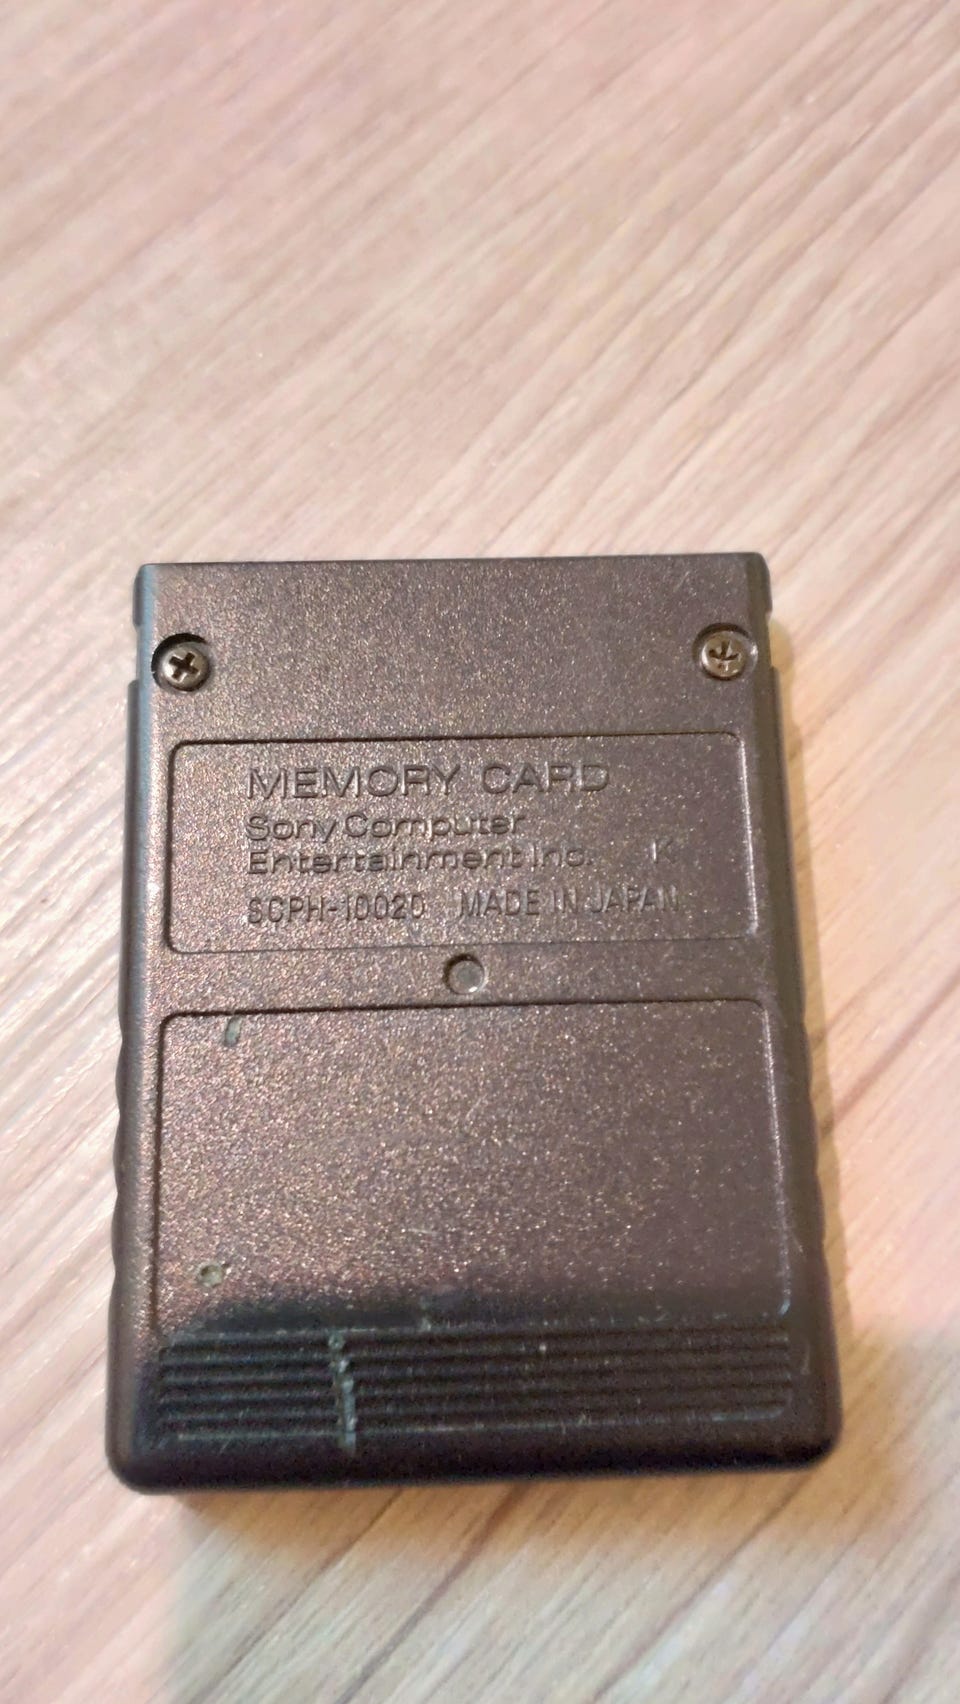 MEMORY CARD
Sony Computer
Entertainment Inc. K
SCPH-10020 MADE IN JAPAN